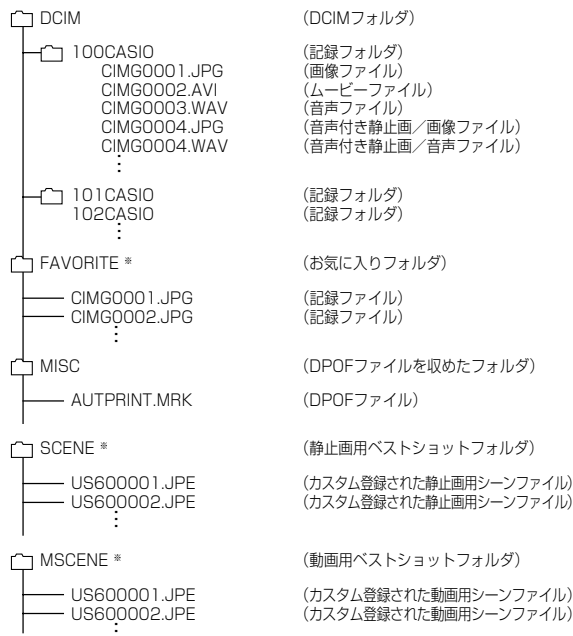 DCIM （DCIMフォルダ）
100CASIO （記録フォルダ）
CIMG0001.JPG （画像ファイル）
CIMG0002.AVI （ムービーファイル）
CIMG0003.WAV （音声ファイル）
CIMG0004.JPG （音声付き静止画／画像ファイル）
CIMG0004.WAV （音声付き静止画／音声ファイル）
⋮
101CASIO （記録フォルダ）
102CASIO （記録フォルダ）
⋮
FAVORITE ※ （お気に入りフォルダ）
CIMG0001.JPG （記録ファイル）
CIMG0002.JPG （記録ファイル）
⋮
MISC （DPOFファイルを収めたフォルダ）
AUTPRINT.MRK （DPOFファイル）
SCENE ※ （静止画用ベストショットフォルダ）
US600001.JPE （カスタム登録された静止画用シーンファイル）
US600002.JPE （カスタム登録された静止画用シーンファイル）
⋮
MSCENE ※ （動画用ベストショットフォルダ）
US600001.JPE （カスタム登録された動画用シーンファイル）
US600002.JPE （カスタム登録された動画用シーンファイル）
⋮